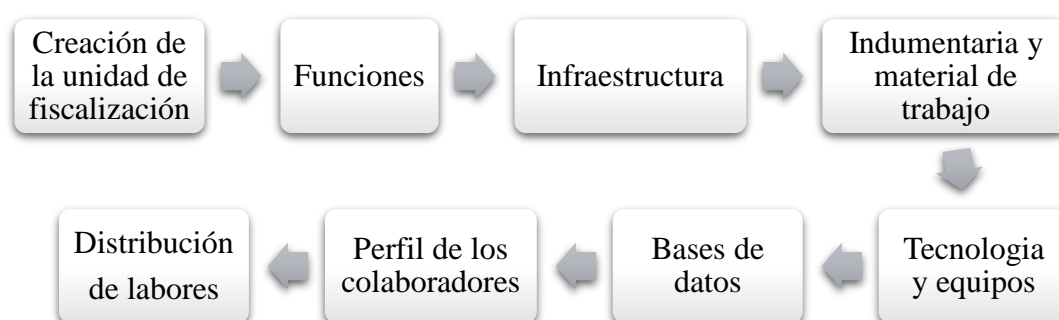 Creación de
la unidad de
fiscalización
Funciones
Infraestructura
Indumentaria y
material de
trabajo
Tecnologia
y equipos
Bases de
datos
Perfil de los
colaboradores
Distribución
de labores